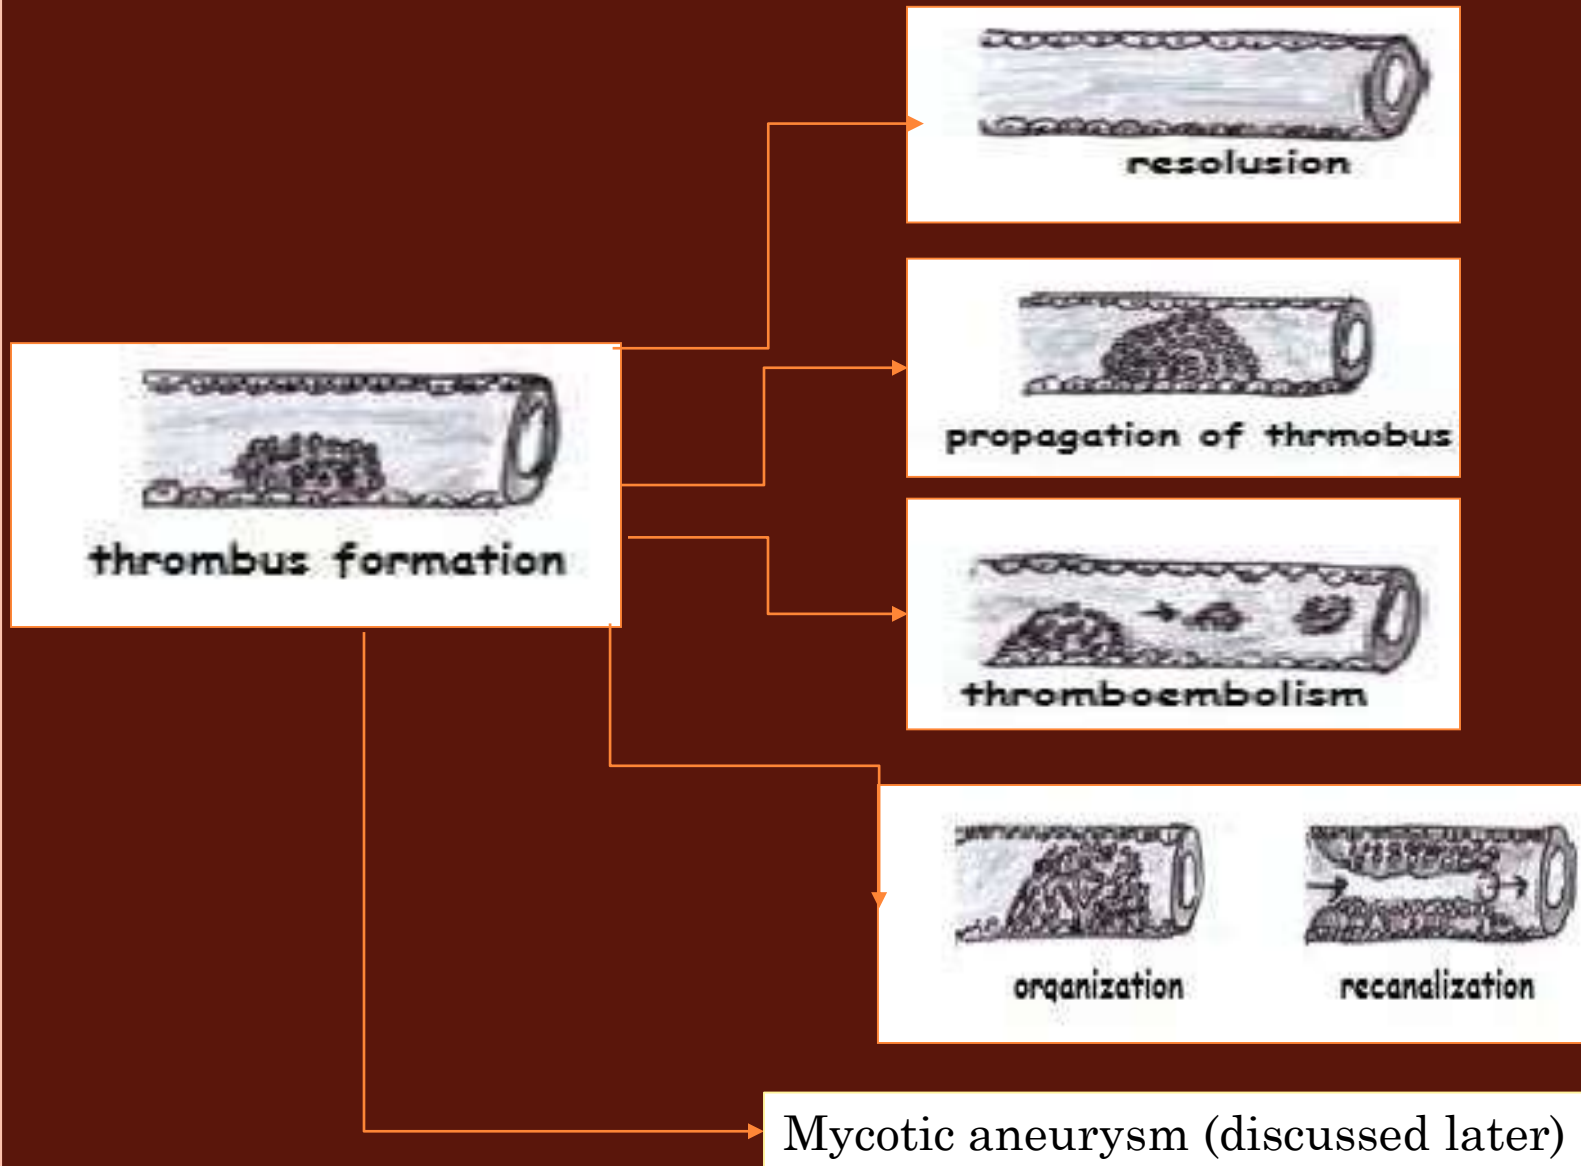 resolusion
propagation of thrmobus
thrombus formation
thromboembolism
organization
recanalization
Mycotic aneurysm (discussed later)